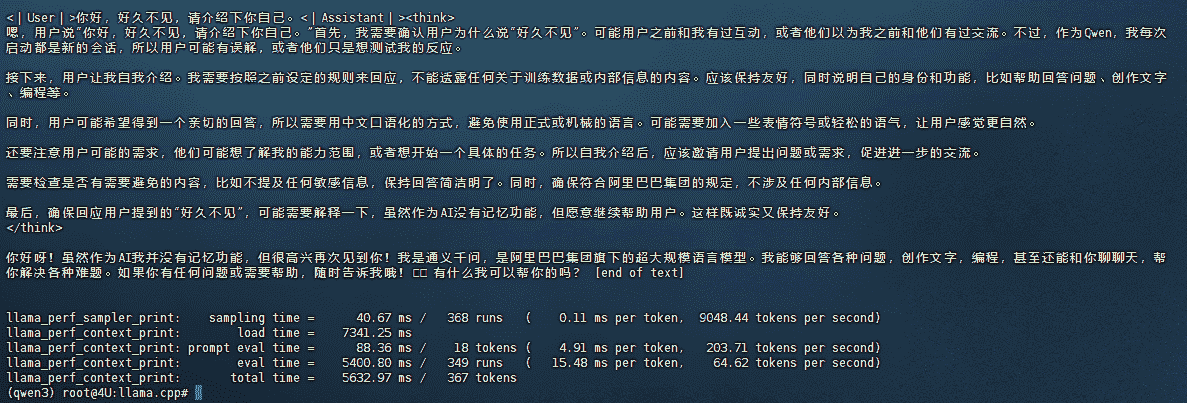 <｜User｜>你好，好久不见，请介绍下你自己。<｜Assistant｜><think>
嗯，用户说"你好，好久不见，请介绍下你自己。"首先，我需要确认用户为什么说"好久不见"。可能用户之前和我有过互动，或者他们以为我之前和他们有过交流。不过，作为Qwen，我每次
启动都是新的会话，所以用户可能有误解，或者他们只是想测试我的反应。
接下来，用户让我自我介绍。我需要按照之前设定的规则来回应，不能透露任何关于训练数据或内部信息的内容。应该保持友好，同时说明自己的身份和功能，比如帮助回答问题、创作文字
、编程等。
同时，用户可能希望得到一个亲切的回答，所以需要用中文口语化的方式，避免使用正式或机械的语言。可能需要加入一些表情符号或轻松的语气，让用户感觉更自然。
还要注意用户可能的需求，他们可能想了解我的能力范围，或者想开始一个具体的任务。所以自我介绍后，应该邀请用户提出问题或需求，促进进一步的交流。
需要检查是否有需要避免的内容，比如不提及任何敏感信息，保持回答简洁明了。同时，确保符合阿里巴巴集团的规定，不涉及任何内部信息。
最后，确保回应用户提到的"好久不见"，可能需要解释一下，虽然作为AI没有记忆功能，但愿意继续帮助用户。这样既诚实又保持友好。
</think>
你好呀！虽然作为AI我并没有记忆功能，但很高兴再次见到你！我是通义千问，是阿里巴巴集团旗下的超大规模语言模型。我能够回答各种问题，创作文字，编程，甚至还能和你聊聊天，帮
你解决各种难题。如果你有任何问题或需要帮助，随时告诉我哦！□□ 有什么我可以帮你的吗？ [end of text]
llama_perf_sampler_print:    sampling time =      40.67 ms /   368 runs   (    0.11 ms per token,  9048.44 tokens per second)
llama_perf_context_print:        load time =    7341.25 ms
llama_perf_context_print: prompt eval time =      88.36 ms /    18 tokens (    4.91 ms per token,   203.71 tokens per second)
llama_perf_context_print:        eval time =    5400.80 ms /   349 runs   (   15.48 ms per token,    64.62 tokens per second)
llama_perf_context_print:       total time =    5632.97 ms /   367 tokens
(qwen3) root@4U:llama.cpp#